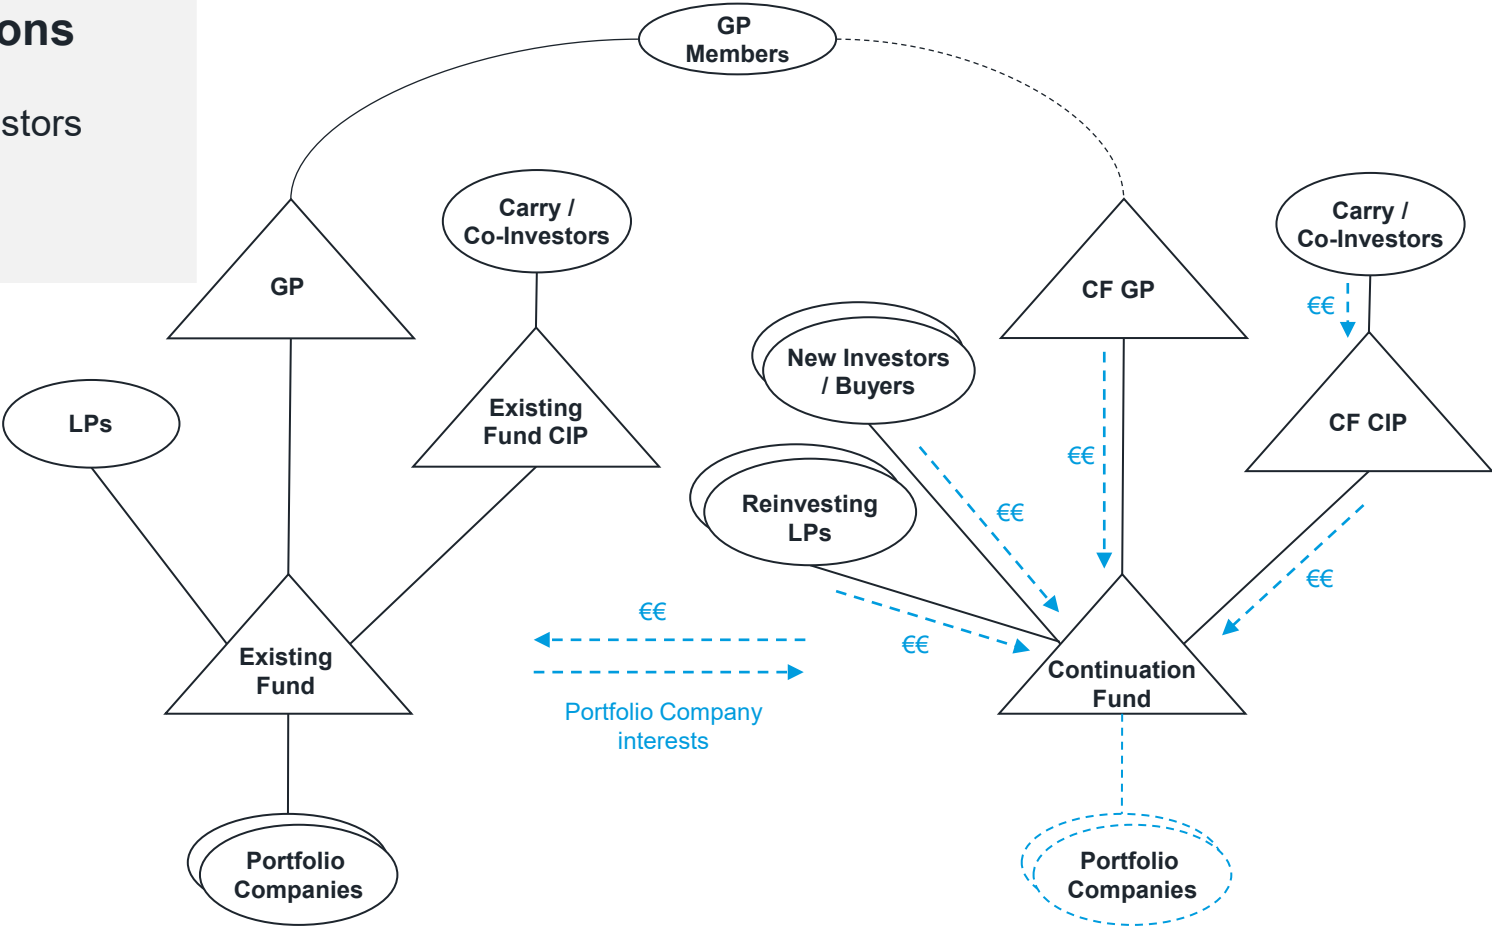 ons
stors
GP
Members
Carry /
Co-Investors
Carry /
Co-Investors
GP
CF GP
€€
New Investors
/ Buyers
LPs
Existing
Fund CIP
CF CIP
€€
Reinvesting
LPs
€€
€€
€€
€€
Existing
Fund
Continuation
Fund
Portfolio Company
interests
Portfolio
Companies
Portfolio
Companies